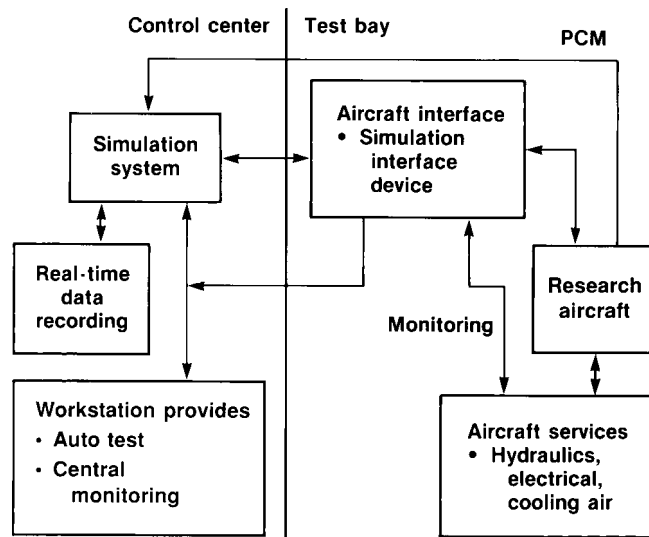 Control center
Test bay
PCM
Simulation
system
Aircraft interface
• Simulation
interface
device
Real-time
data
recording
Monitoring
Research
aircraft
Workstation provides
• Auto test
• Central
monitoring
Aircraft services
• Hydraulics,
electrical,
cooling air